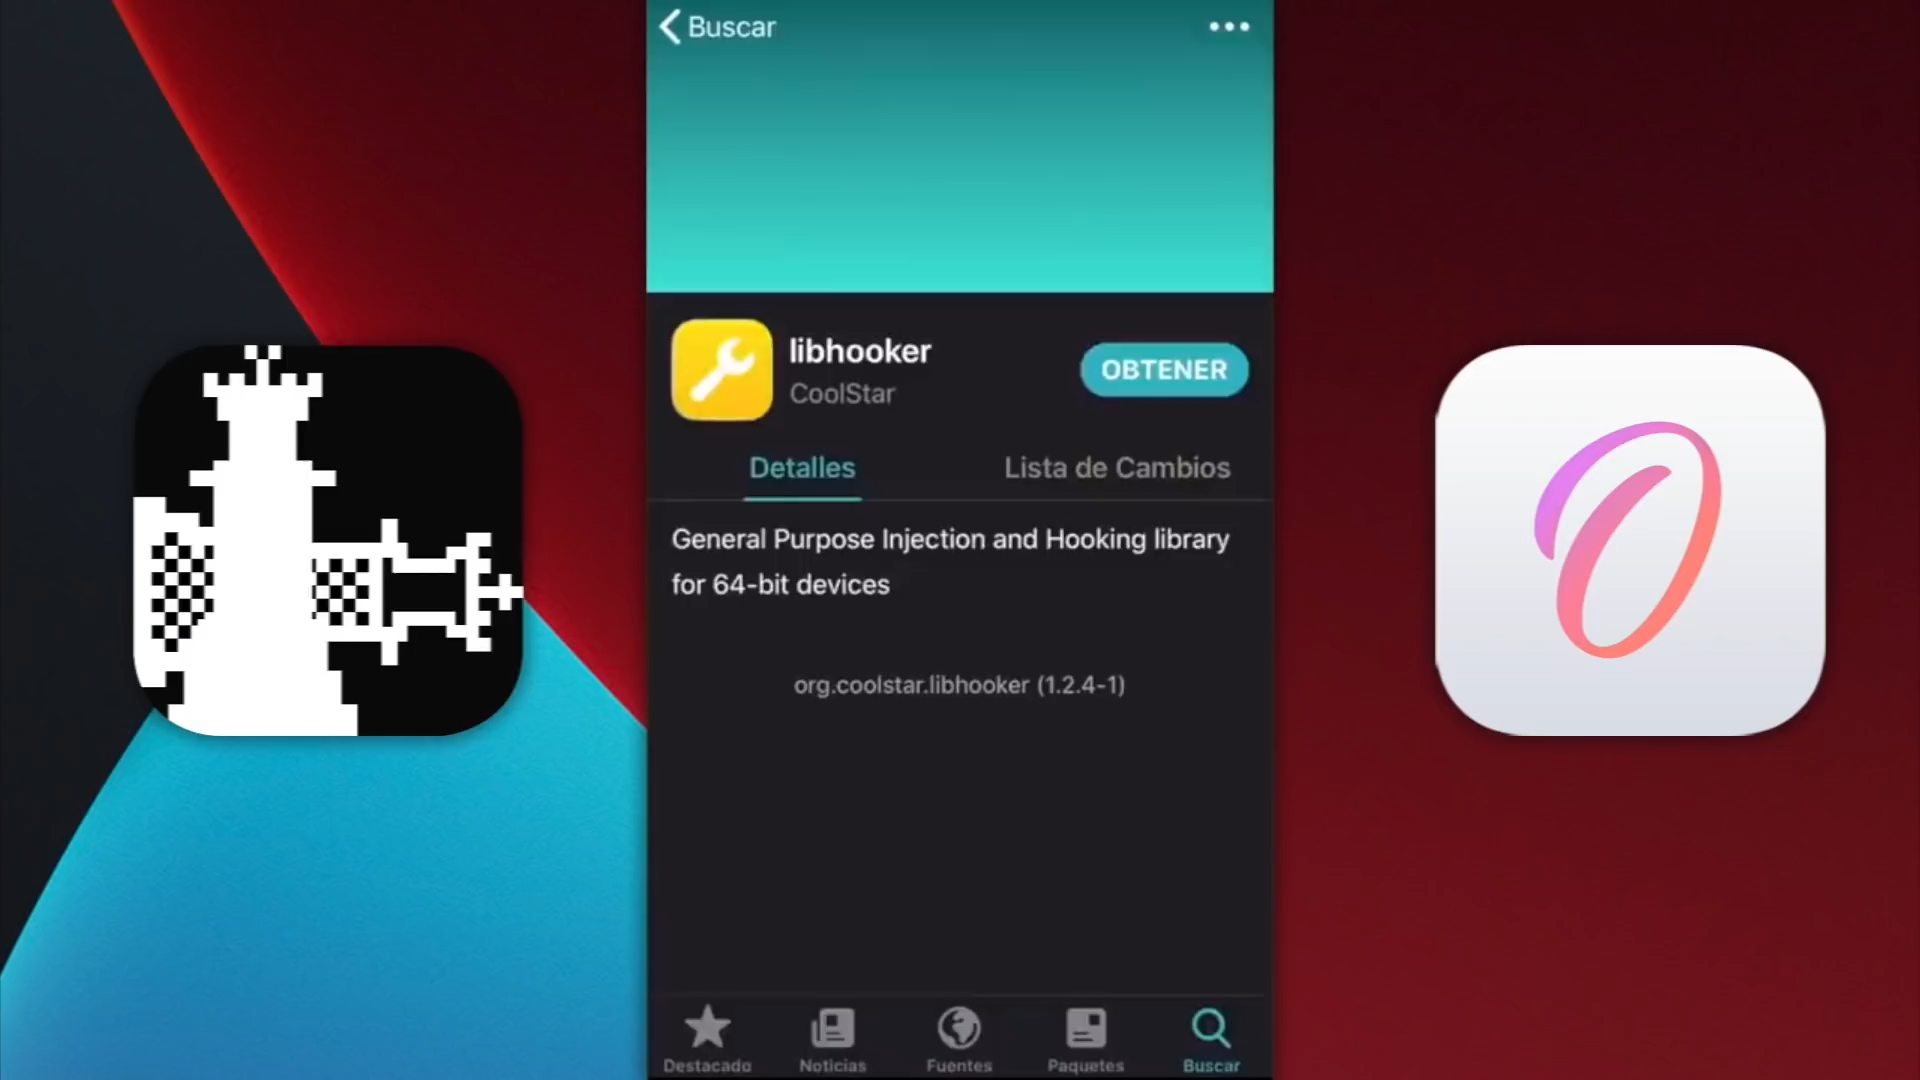 Buscar
libhooker
CoolStar
OBTENER
Detalles
Lista de Cambios
General Purpose Injection and Hooking library
for 64-bit devices
org.coolstar.libhooker (1.2.4-1)
Destacado
Noticias
Fuentes
Paquetes
Buscar